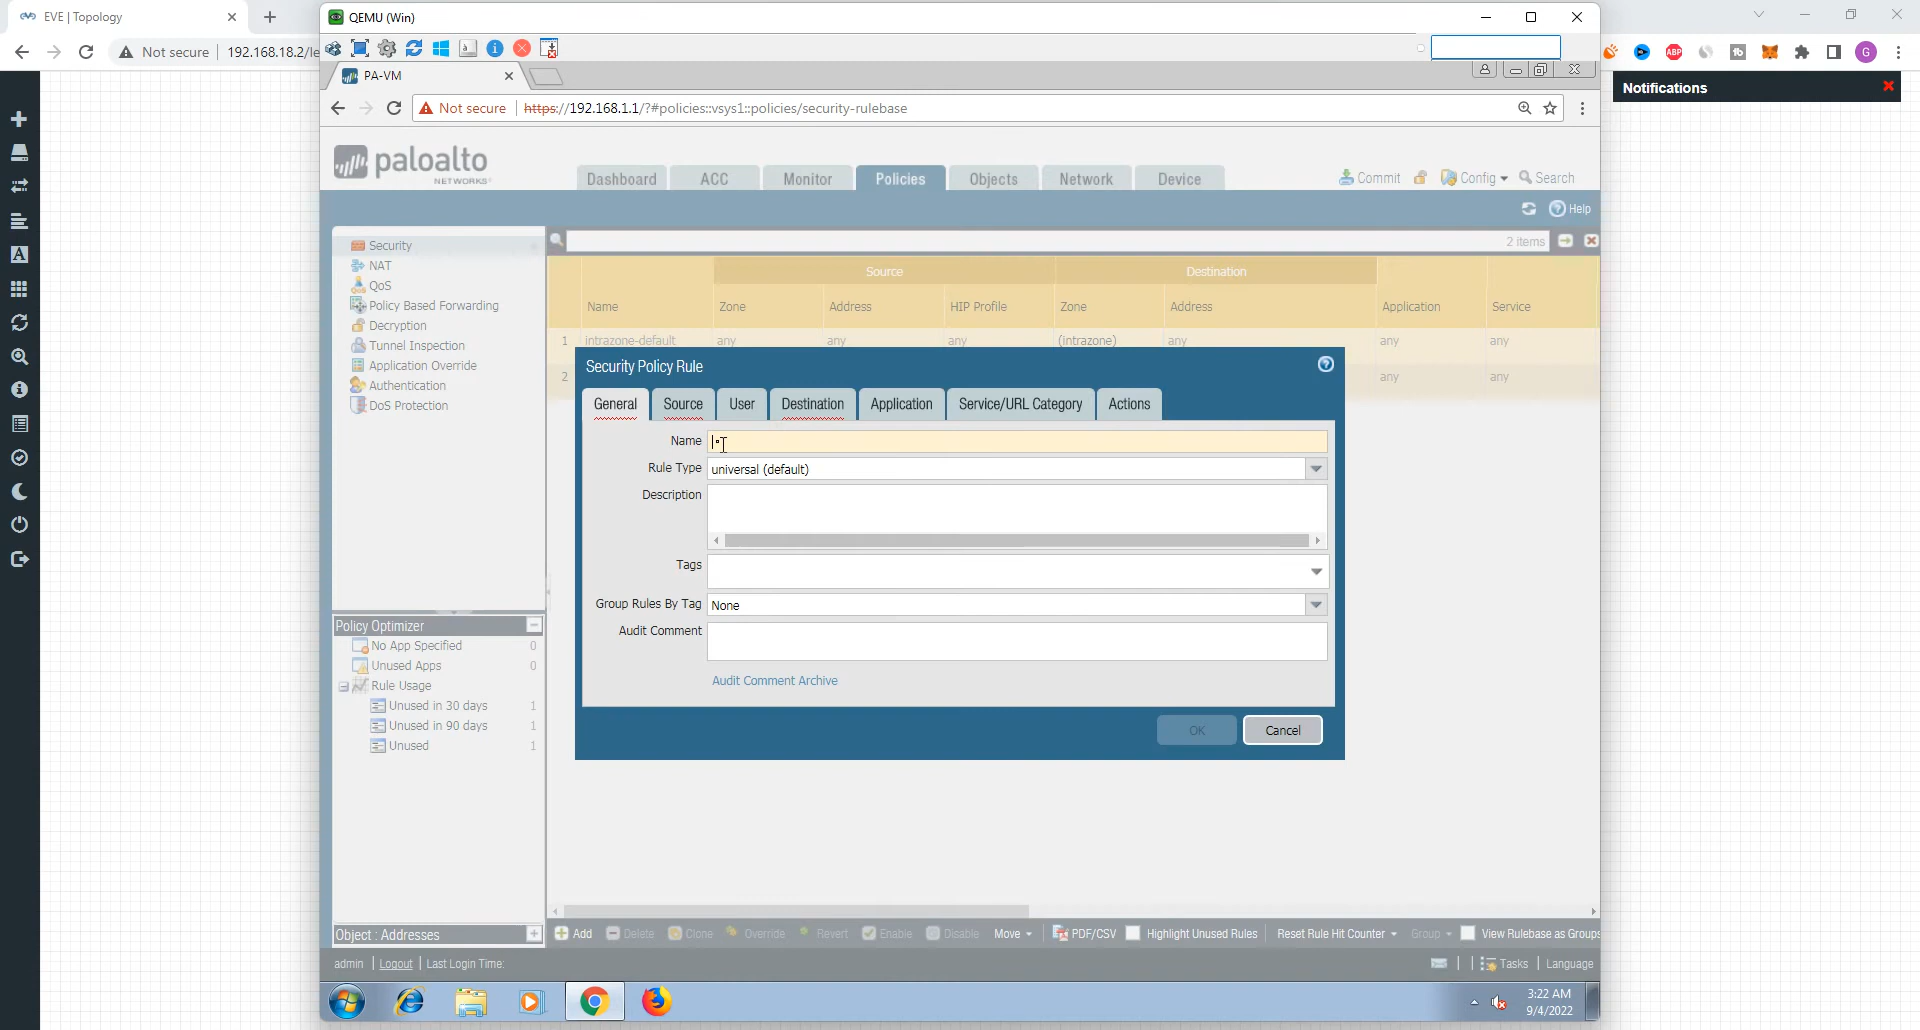 EVE | Topology
QEMU (Win)
Not secure
192.168.18.2/le
PA-VM
Not secure
https://192.168.1.1/?#policies::vsys1::policies/security-rulebase
ABP
G
Notifications
paloalto
NETWORKS
Dashboard
ACC
Monitor
Policies
Objects
Network
Device
Commit
Config
Search
Help
Security
NAT
QoS
Policy Based Forwarding
Decryption
Tunnel Inspection
Application Override
Authentication
DoS Protection
2 items
Source
Destination
Name
Zone
Address
HIP Profile
Zone
Address
Application
Service
1 intrazone-default any any any (intrazone) any any any
2 any any
Security Policy Rule
General
Source
User
Destination
Application
Service/URL Category
Actions
Name
Rule Type
universal (default)
Description
Tags
Group Rules By Tag
None
Audit Comment
Audit Comment Archive
OK
Cancel
Policy Optimizer
No App Specified 0
Unused Apps 0
Rule Usage
Unused in 30 days 1
Unused in 90 days 1
Unused 1
Object : Addresses
Add
Delete
Clone
Override
Revert
Enable
Disable
Move
PDF/CSV
Highlight Unused Rules
Reset Rule Hit Counter
Group
View Rulebase as Groups
admin | Logout | Last Login Time:
Tasks | Language
3:22 AM
9/4/2022